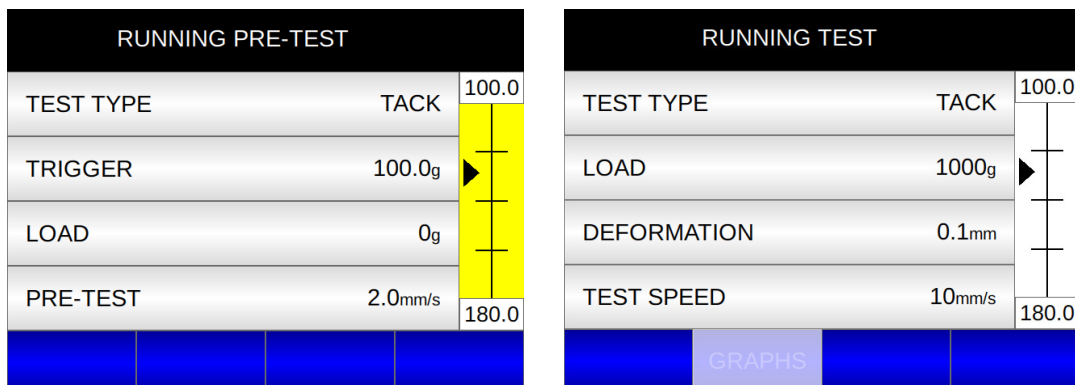 RUNNING PRE-TEST
TEST TYPE TACK 100.0
TRIGGER 100.0g
LOAD 0g
PRE-TEST 2.0mm/s 180.0
RUNNING TEST
TEST TYPE TACK 100.0
LOAD 1000g
DEFORMATION 0.1mm
TEST SPEED 10mm/s 180.0
GRAPHS